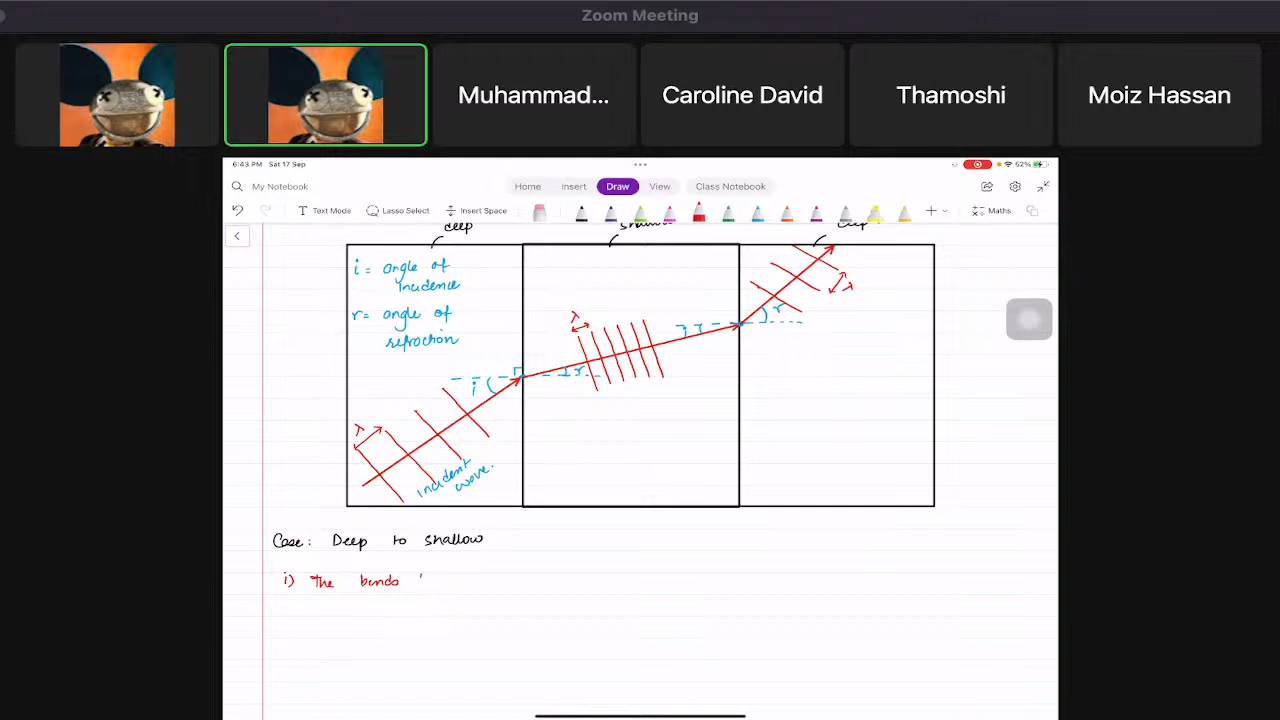 Zoom Meeting
Muhammad...
Caroline David
Thamoshi
Moiz Hassan
6:43 PM Sat 17 Sep
52%
My Notebook
Home
Insert
Draw
View
Class Notebook
Text Mode
Lasso Select
Insert Space
Maths
deep
shallow
deep
i = angle of
incidence
r = angle of
refraction
λ
i
incident
wave.
λ
r
i
r
λ
Case: Deep to shallow
i) The bends